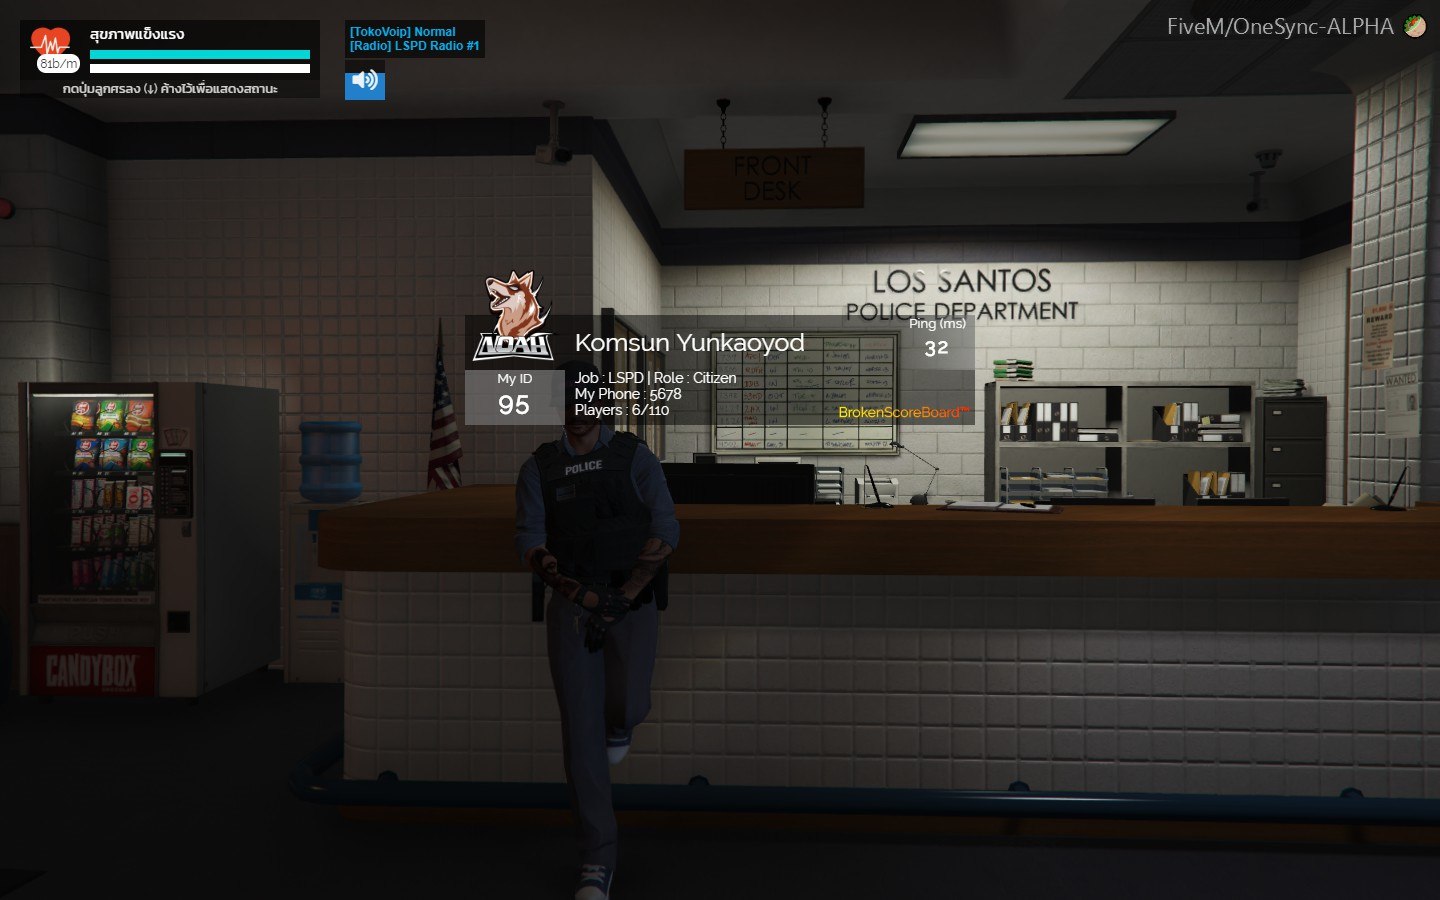 สุขภาพแข็งแรง
81b/m
กดปุ่มลูกศรลง (↓) ค้างไว้เพื่อแสดงสถานะ
[TokoVoip] Normal
[Radio] LSPD Radio #1
FiveM/OneSync-ALPHA
FRONT
DESK
LOS SANTOS
POLICE DEPARTMENT
NOAH
Komsun Yunkaoyod
Ping (ms)
32
My ID
95
Job : LSPD | Role : Citizen
My Phone : 5678
Players : 6/110
BrokenScoreBoard™
REWARD
WANTED
POLICE
CANDYBOX